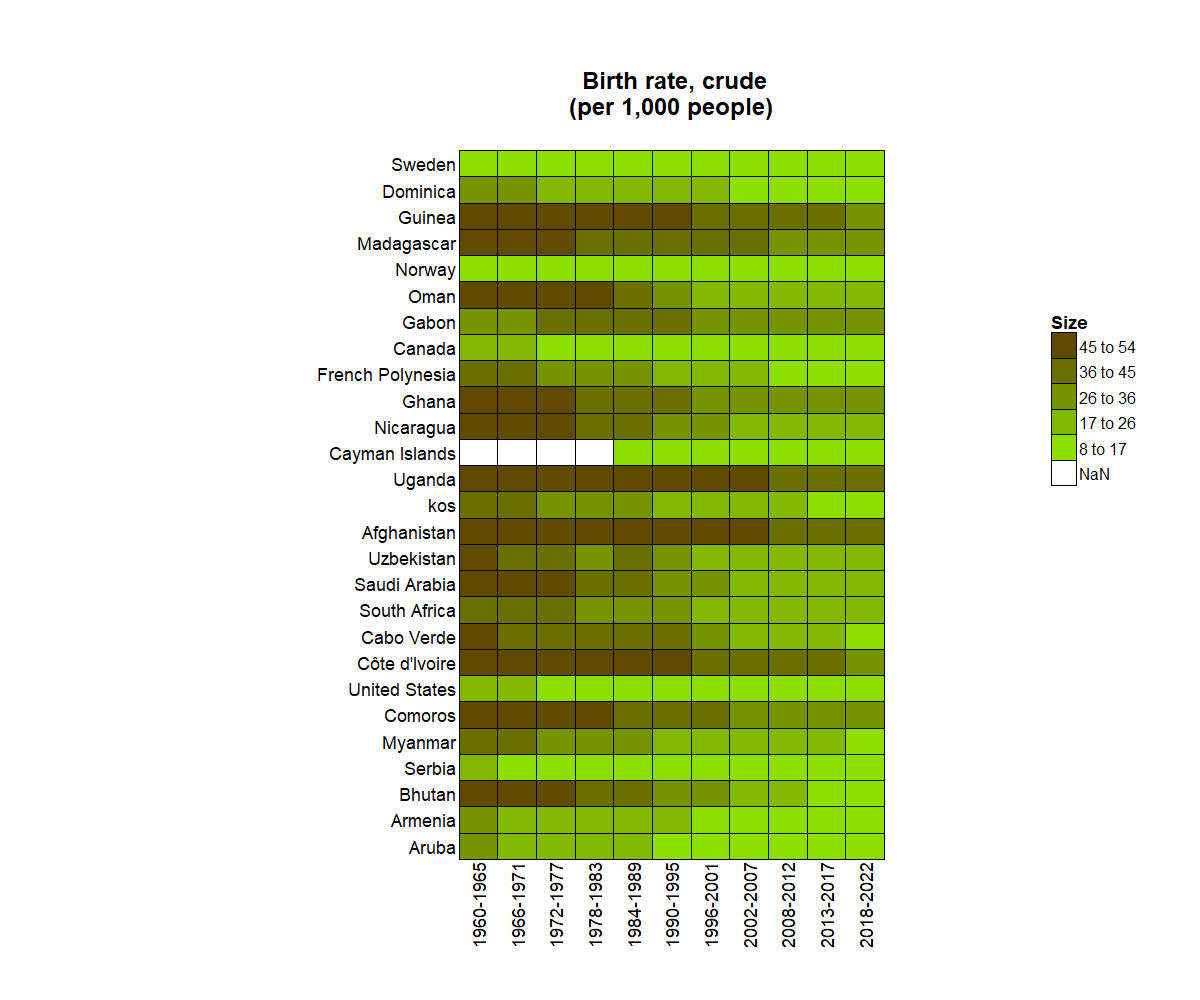 Birth rate, crude
(per 1,000 people)
Sweden
Dominica
Guinea
Madagascar
Norway
Oman
Gabon
Canada
French Polynesia
Ghana
Nicaragua
Cayman Islands
Uganda
kos
Afghanistan
Uzbekistan
Saudi Arabia
South Africa
Cabo Verde
Côte d'Ivoire
United States
Comoros
Myanmar
Serbia
Bhutan
Armenia
Aruba
1960-1965
1966-1971
1972-1977
1978-1983
1984-1989
1990-1995
1996-2001
2002-2007
2008-2012
2013-2017
2018-2022
Size
45 to 54
36 to 45
26 to 36
17 to 26
8 to 17
NaN